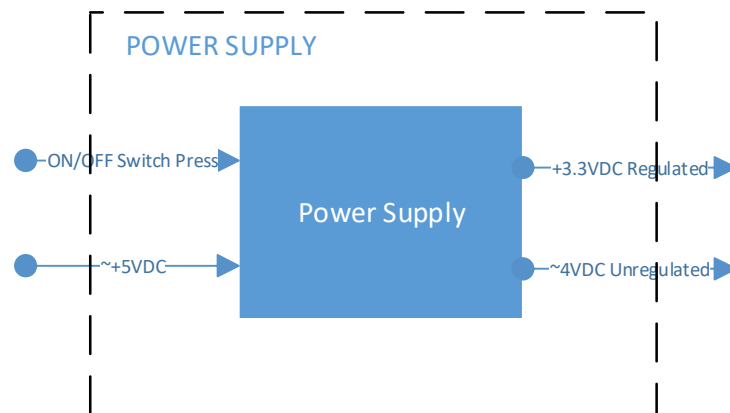 POWER SUPPLY
ON/OFF Switch Press
+3.3VDC Regulated
Power Supply
~+5VDC
~4VDC Unregulated